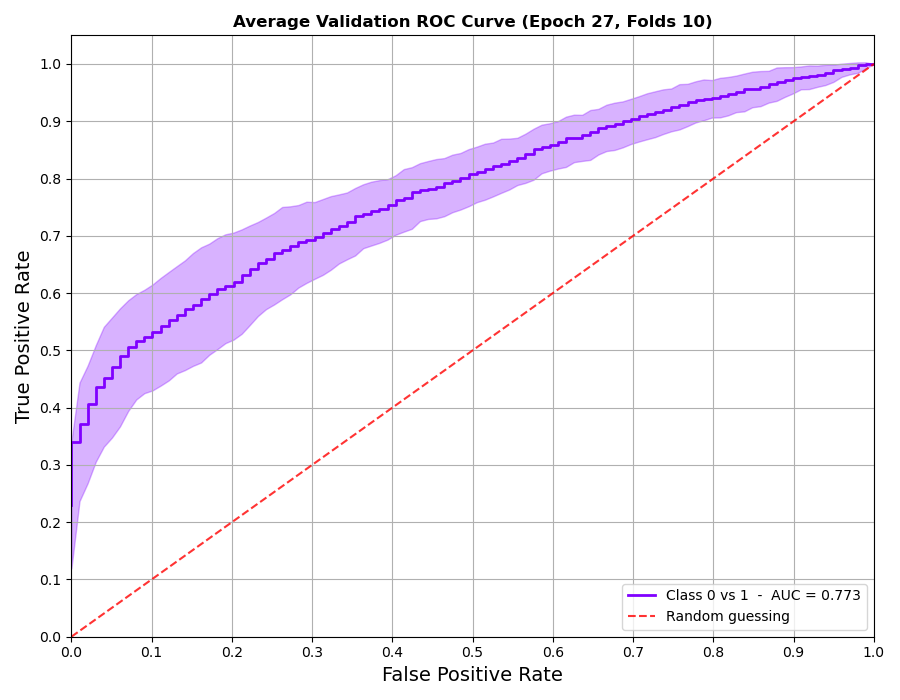 Average Validation ROC Curve (Epoch 27, Folds 10)
True Positive Rate
1.0
0.9
0.8
0.7
0.6
0.5
0.4
0.3
0.2
0.1
0.0
Class 0 vs 1 - AUC = 0.773
Random guessing
0.0 0.1 0.2 0.3 0.4 0.5 0.6 0.7 0.8 0.9 1.0
False Positive Rate